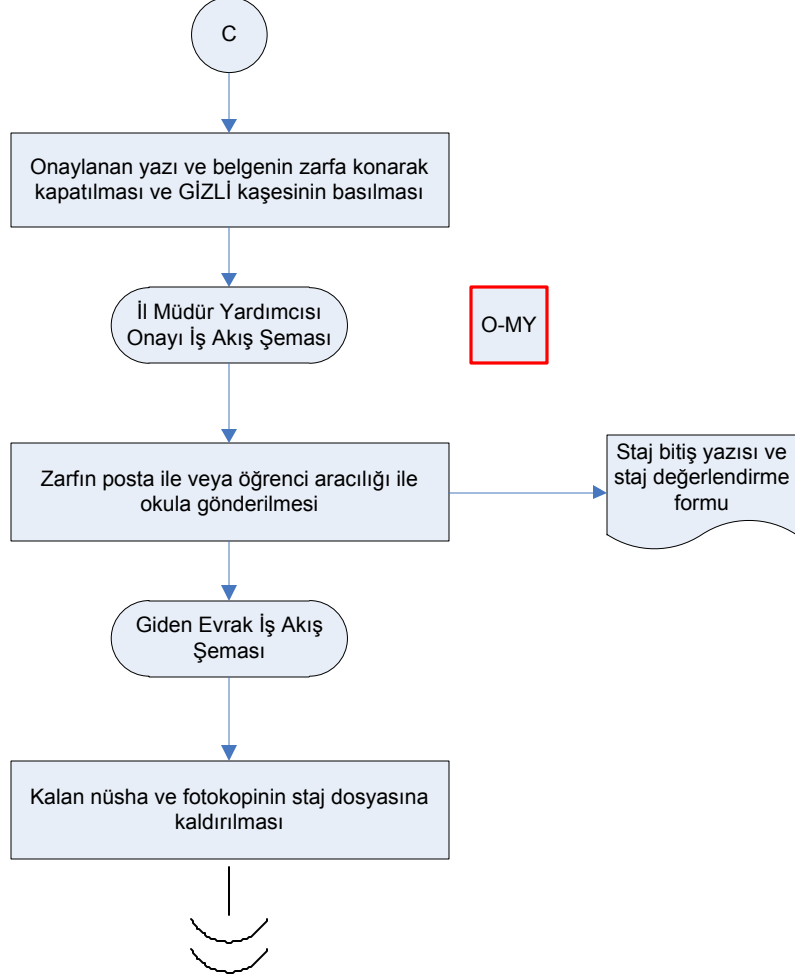 C
Onaylanan yazı ve belgenin zarfa konarak
kapatılması ve GİZLİ kaşesinin basılması
İl Müdür Yardımcısı
Onayı İş Akış Şeması
O-MY
Zarfın posta ile veya öğrenci aracılığı ile
okula gönderilmesi
Staj bitiş yazısı ve
staj değerlendirme
formu
Giden Evrak İş Akış
Şeması
Kalan nüsha ve fotokopinin staj dosyasına
kaldırılması